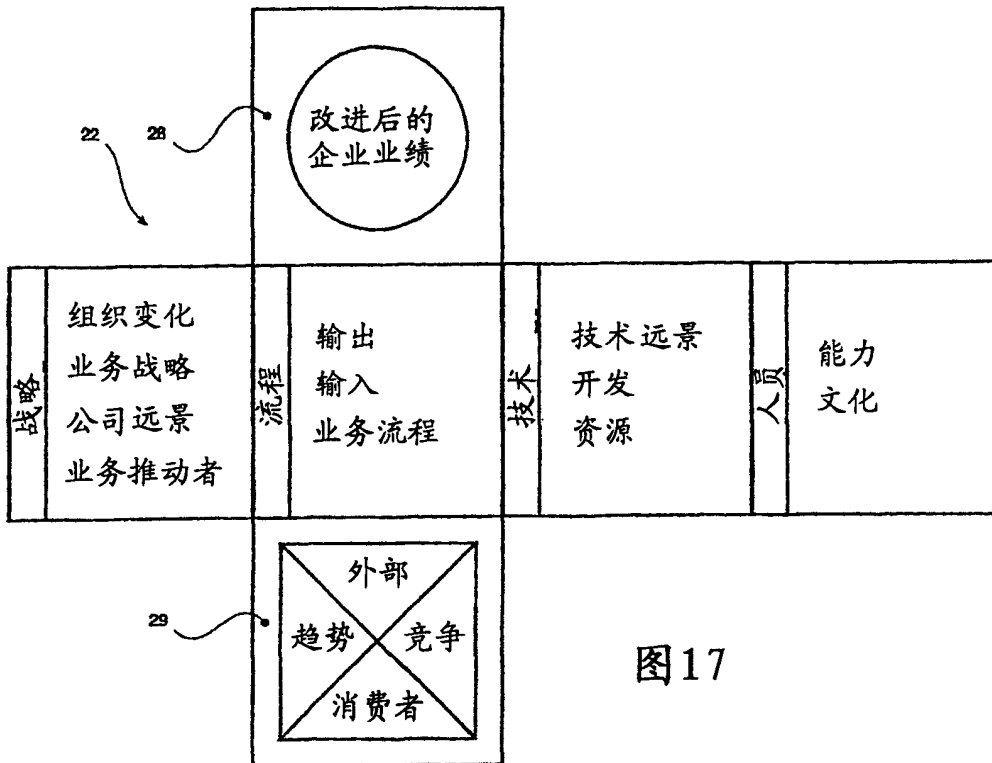 改进后的
企业业绩
22
28
战略
组织变化
业务战略
公司远景
业务推动者
流程
输出
输入
业务流程
技术
技术远景
开发
资源
人员
能力
文化
29
外部
趋势
竞争
消费者
图17